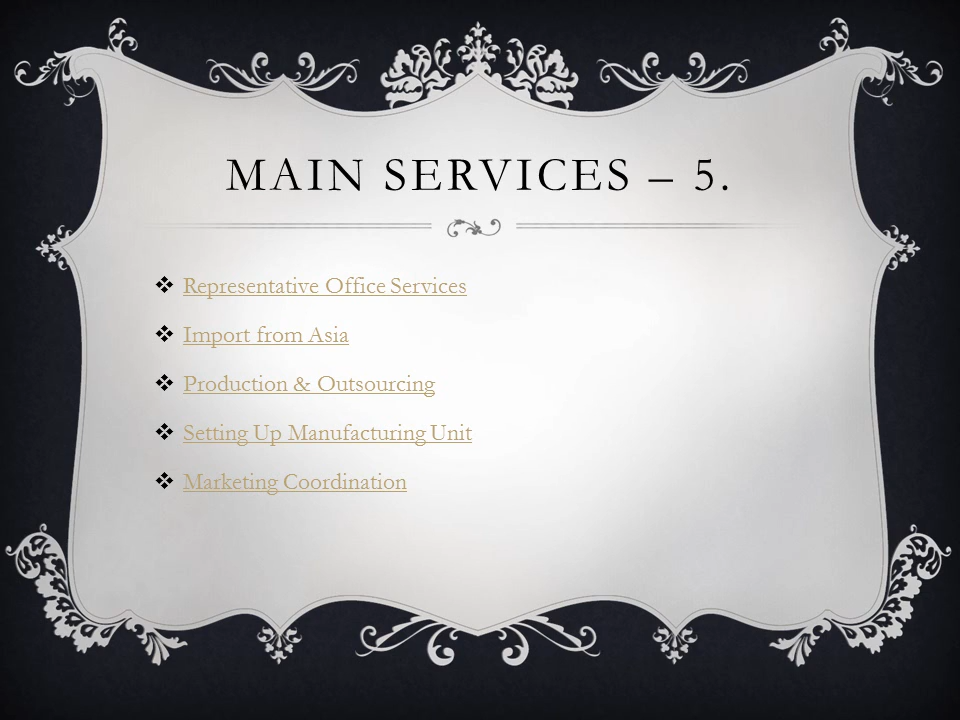 MAIN SERVICES – 5.
❖ Representative Office Services
❖ Import from Asia
❖ Production & Outsourcing
❖ Setting Up Manufacturing Unit
❖ Marketing Coordination